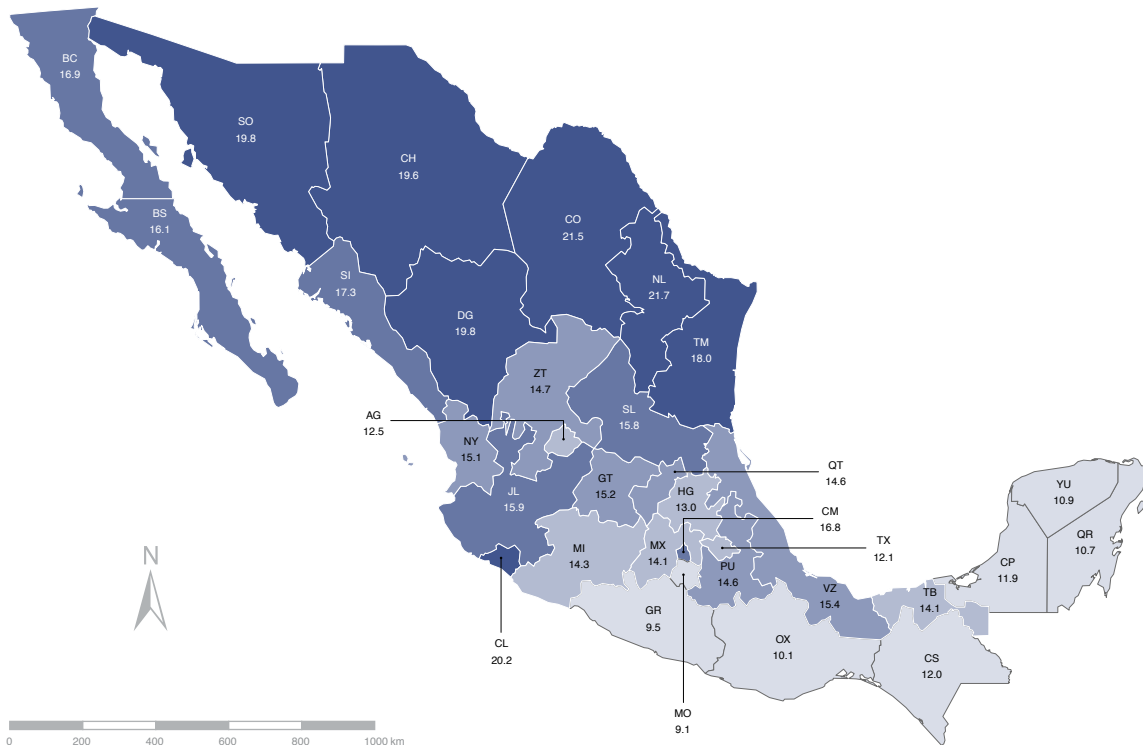 BC
16.9
SO
19.8
CH
19.6
BS
16.1
CO
21.5
SI
17.3
NL
21.7
DG
19.8
TM
18.0
ZT
14.7
AG
12.5
SL
15.8
NY
15.1
QT
14.6
GT
15.2
HG
13.0
JL
15.9
CM
16.8
YU
10.9
QR
10.7
TX
12.1
MI
14.3
MX
14.1
PU
14.6
CP
11.9
VZ
15.4
TB
14.1
N
GR
9.5
OX
10.1
CS
12.0
CL
20.2
MO
9.1
0 200 400 600 800 1000 km